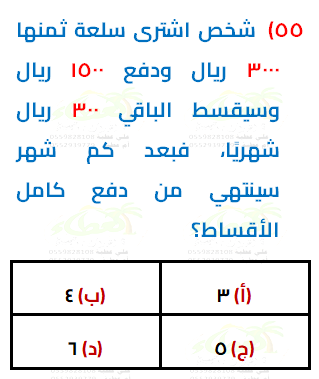 ٥٥) شخص اشترى سلعة ثمنها
٣٠٠٠ ريال ودفع ١٥٠٠ ريال
وسيقسط الباقي ٣٠٠ ريال
شهريًا، فبعد كم شهر
سينتهي من دفع كامل
الأقساط؟
(أ) ٣ (ب) ٤
(ج) ٥ (د) ٦